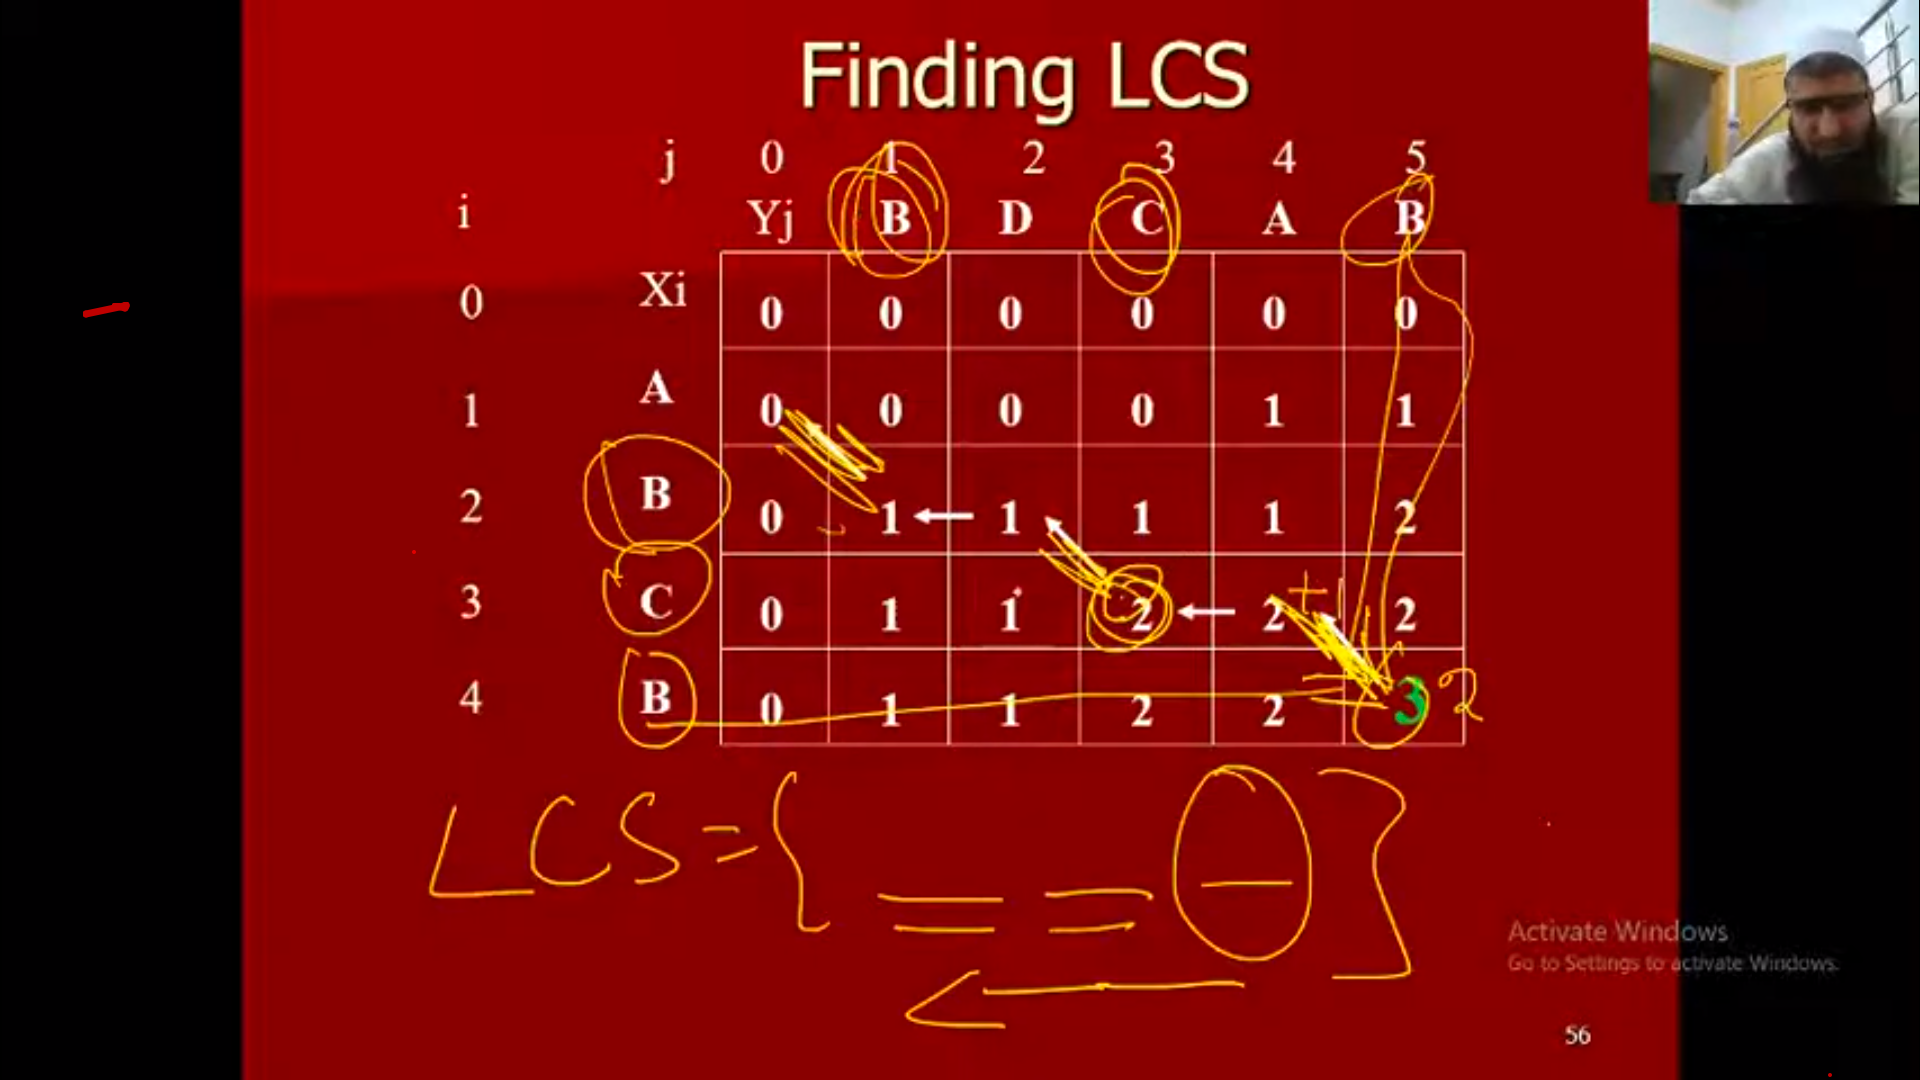 Finding LCS
j 0 1 2 3 4 5
i Yj B D C A B
0 Xi 0 0 0 0 0 0
1 A 0 0 0 0 1 1
2 B 0 1 1 1 1 2
3 C 0 1 1 2 2 + 1 2
4 B 0 1 1 2 2 3 2
LCS = {
Activate Windows
Go to Settings to activate Windows.
56